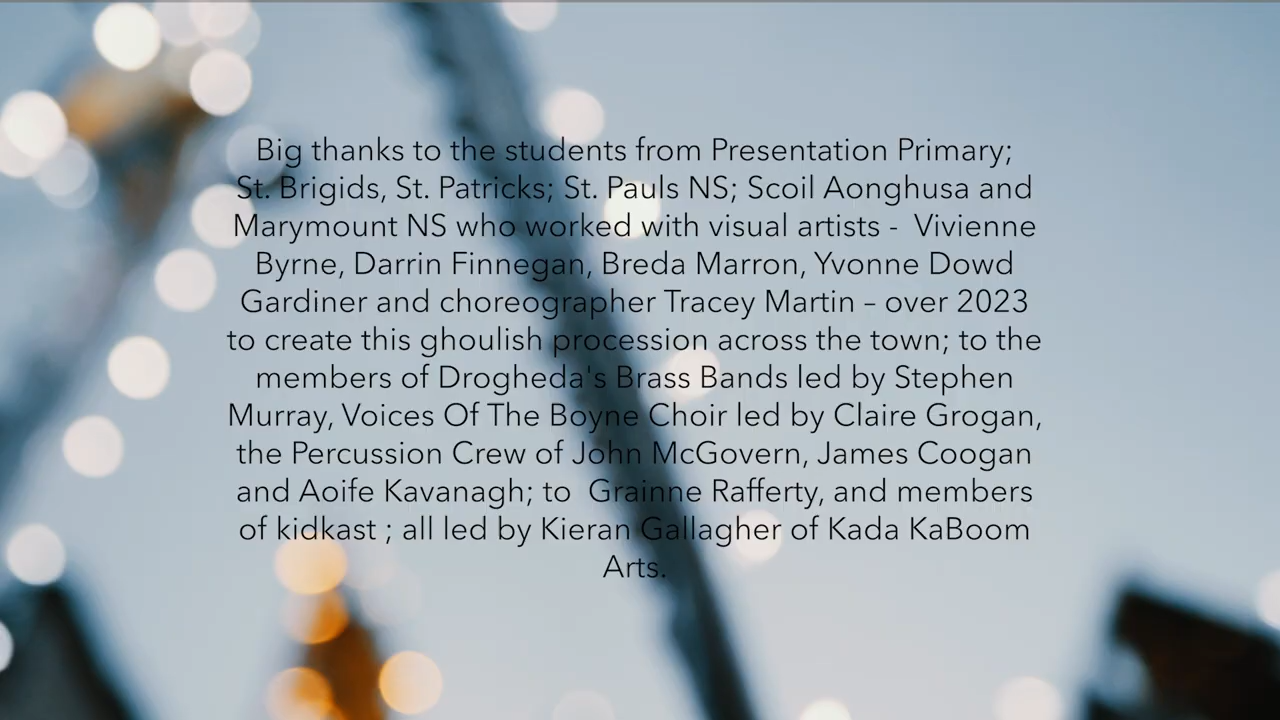 Big thanks to the students from Presentation Primary;
St. Brigids, St. Patricks; St. Pauls NS; Scoil Aonghusa and
Marymount NS who worked with visual artists -  Vivienne
Byrne, Darrin Finnegan, Breda Marron, Yvonne Dowd
Gardiner and choreographer Tracey Martin – over 2023
to create this ghoulish procession across the town; to the
members of Drogheda's Brass Bands led by Stephen
Murray, Voices Of The Boyne Choir led by Claire Grogan,
the Percussion Crew of John McGovern, James Coogan
and Aoife Kavanagh; to  Grainne Rafferty, and members
of kidkast ; all led by Kieran Gallagher of Kada KaBoom
Arts.